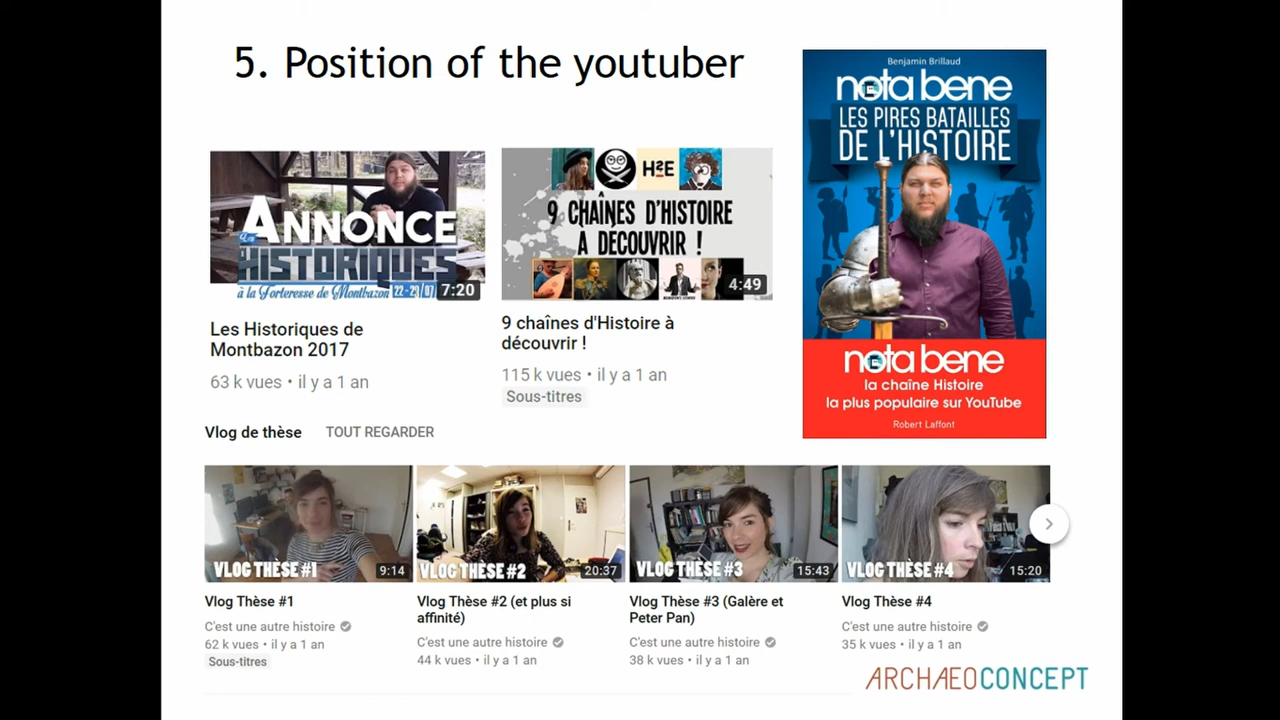 5. Position of the youtuber
ANNONCE
Les
HISTORIQUES
à la Forteresse de Montbazon 22-23/07
7:20
Les Historiques de
Montbazon 2017
63 k vues • il y a 1 an
H2E
9 CHAÎNES D'HISTOIRE
À DÉCOUVRIR !
4:49
9 chaînes d'Histoire à
découvrir !
115 k vues • il y a 1 an
Sous-titres
Benjamin Brillaud
nota bene
LES PIRES BATAILLES
DE L'HISTOIRE
nota bene
la chaîne Histoire
la plus populaire sur YouTube
Robert Laffont
Vlog de thèse TOUT REGARDER
VLOG THÈSE #1 9:14
Vlog Thèse #1
C'est une autre histoire
62 k vues • il y a 1 an
Sous-titres
VLOG THÈSE #2 20:37
Vlog Thèse #2 (et plus si
affinité)
C'est une autre histoire
44 k vues • il y a 1 an
VLOG THÈSE #3 15:43
Vlog Thèse #3 (Galère et
Peter Pan)
C'est une autre histoire
38 k vues • il y a 1 an
VLOG THÈSE #4 15:20
Vlog Thèse #4
C'est une autre histoire
35 k vues • il y a 1 an
ARCHAEOCONCEPT